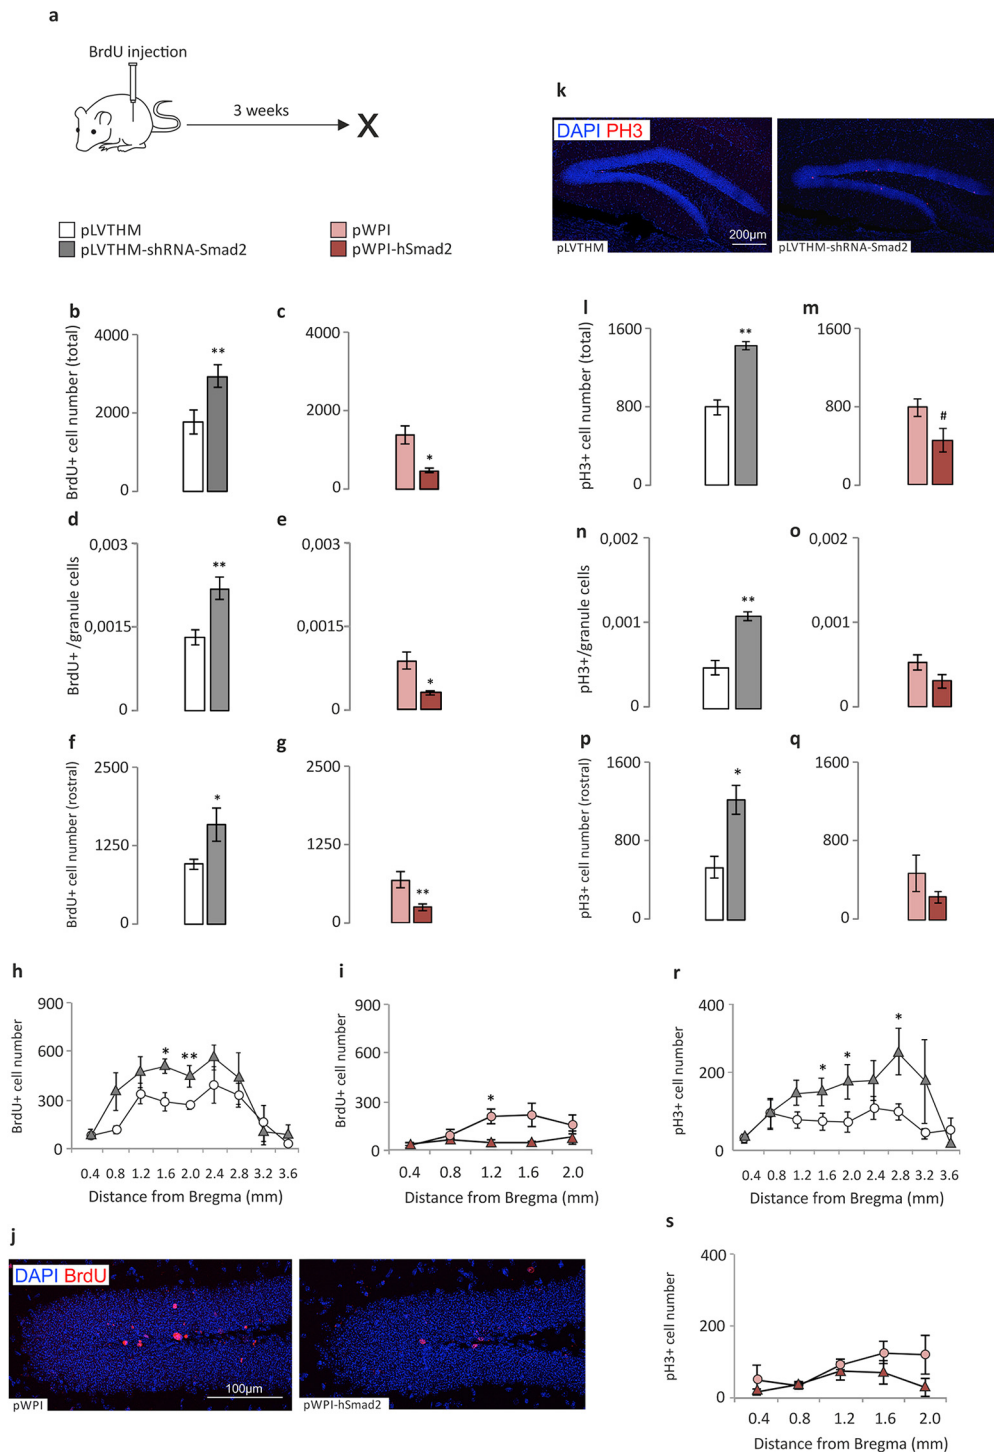 a
BrdU injection
3 weeks
X
pLVTHM
pLVTHM-shRNA-Smad2
pWPI
pWPI-hSmad2
k
DAPI PH3
200µm
pLVTHM
pLVTHM-shRNA-Smad2
b
BrdU+ cell number (total)
4000
2000
0
**
c
4000
2000
0
*
d
BrdU+ /granule cells
0,003
0,0015
0
**
e
0,003
0,0015
0
*
f
BrdU+ cell number (rostral)
2500
1250
0
*
g
2500
1250
0
**
l
pH3+ cell number (total)
1600
800
0
**
m
1600
800
0
#
n
pH3+/granule cells
0,002
0,001
0
**
o
0,002
0,001
0
p
pH3+ cell number (rostral)
1600
800
0
*
q
1600
800
0
h
BrdU+ cell number
900
600
300
0
* **
0.4 0.8 1.2 1.6 2.0 2.4 2.8 3.2 3.6
Distance from Bregma (mm)
i
BrdU+ cell number
900
600
300
0
*
0.4 0.8 1.2 1.6 2.0
Distance from Bregma (mm)
r
pH3+ cell number
400
200
0
* * *
0.4 0.8 1.2 1.6 2.0 2.4 2.8 3.2 3.6
Distance from Bregma (mm)
j
DAPI BrdU
100µm
pWPI
pWPI-hSmad2
s
pH3+ cell number
400
200
0
0.4 0.8 1.2 1.6 2.0
Distance from Bregma (mm)